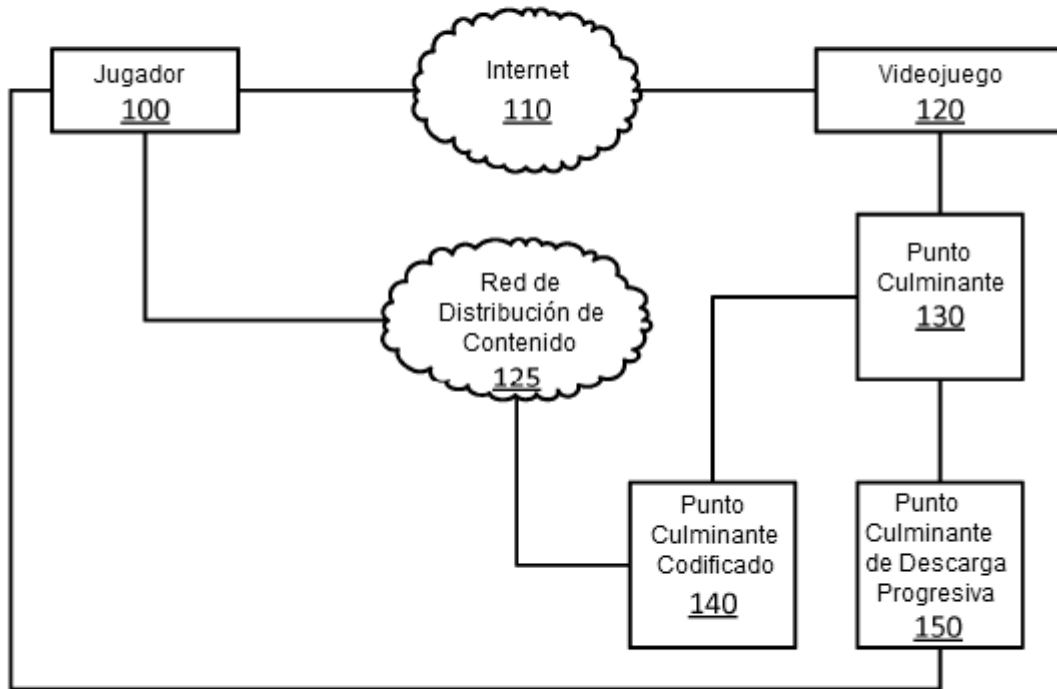 Jugador
100
Internet
110
Videojuego
120
Red de
Distribución de
Contenido
125
Punto
Culminante
130
Punto
Culminante
Codificado
140
Punto
Culminante
de Descarga
Progresiva
150